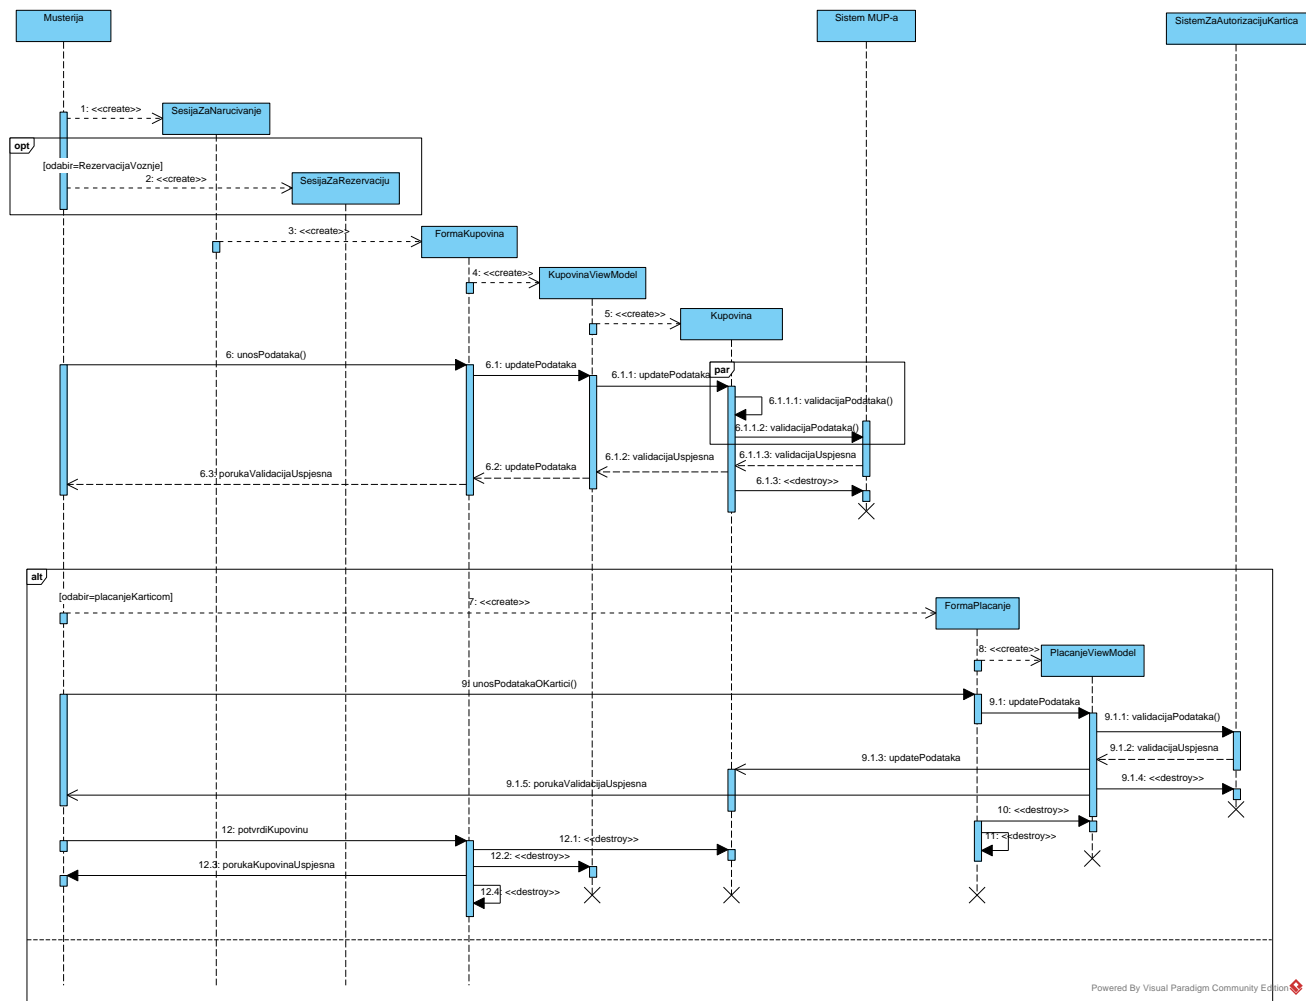 Musterija
Sistem MUP-a
SistemZaAutorizacijuKartica
1: <<create>>
SesijaZaNarucivanje
opt
[odabir=RezervacijaVoznje]
2: <<create>>
SesijaZaRezervaciju
3: <<create>>
FormaKupovina
4: <<create>>
KupovinaViewModel
5: <<create>>
Kupovina
6: unosPodataka()
6.1: updatePodataka
6.1.1: updatePodataka
par
6.1.1.1: validacijaPodataka()
6.1.1.2: validacijaPodataka()
6.1.1.3: validacijaUspjesna
6.1.2: validacijaUspjesna
6.2: updatePodataka
6.3: porukaValidacijaUspjesna
6.1.3: <<destroy>>
alt
[odabir=placanjeKarticom]
7: <<create>>
FormaPlacanje
8: <<create>>
PlacanjeViewModel
9: unosPodatakaOKartici()
9.1: updatePodataka
9.1.1: validacijaPodataka()
9.1.2: validacijaUspjesna
9.1.3: updatePodataka
9.1.4: <<destroy>>
9.1.5: porukaValidacijaUspjesna
10: <<destroy>>
11: <<destroy>>
12: potvrdiKupovinu
12.1: <<destroy>>
12.2: <<destroy>>
12.3: porukaKupovinaUspjesna
12.4: <<destroy>>
Powered By Visual Paradigm Community Edition